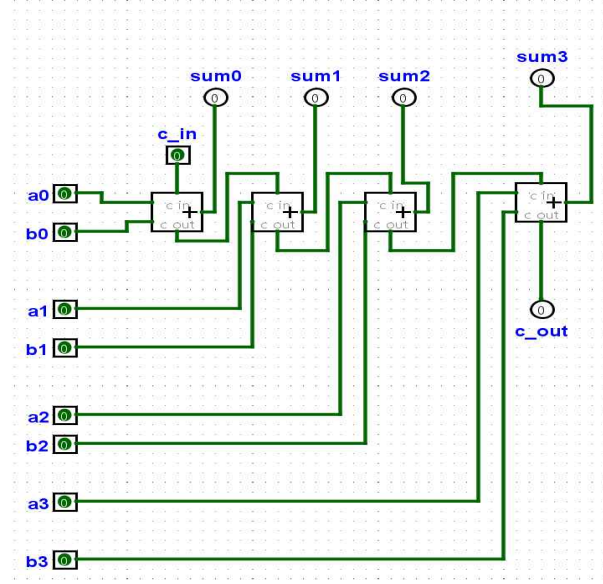 sum3
sum0 sum1 sum2
0
0 0 0
c_in
0
a0 0
c in
c in
c in
c in
+
+
+
+
c out
c out
c out
c out
b0 0
a1 0
0
c_out
b1 0
a2 0
b2 0
a3 0
b3 0